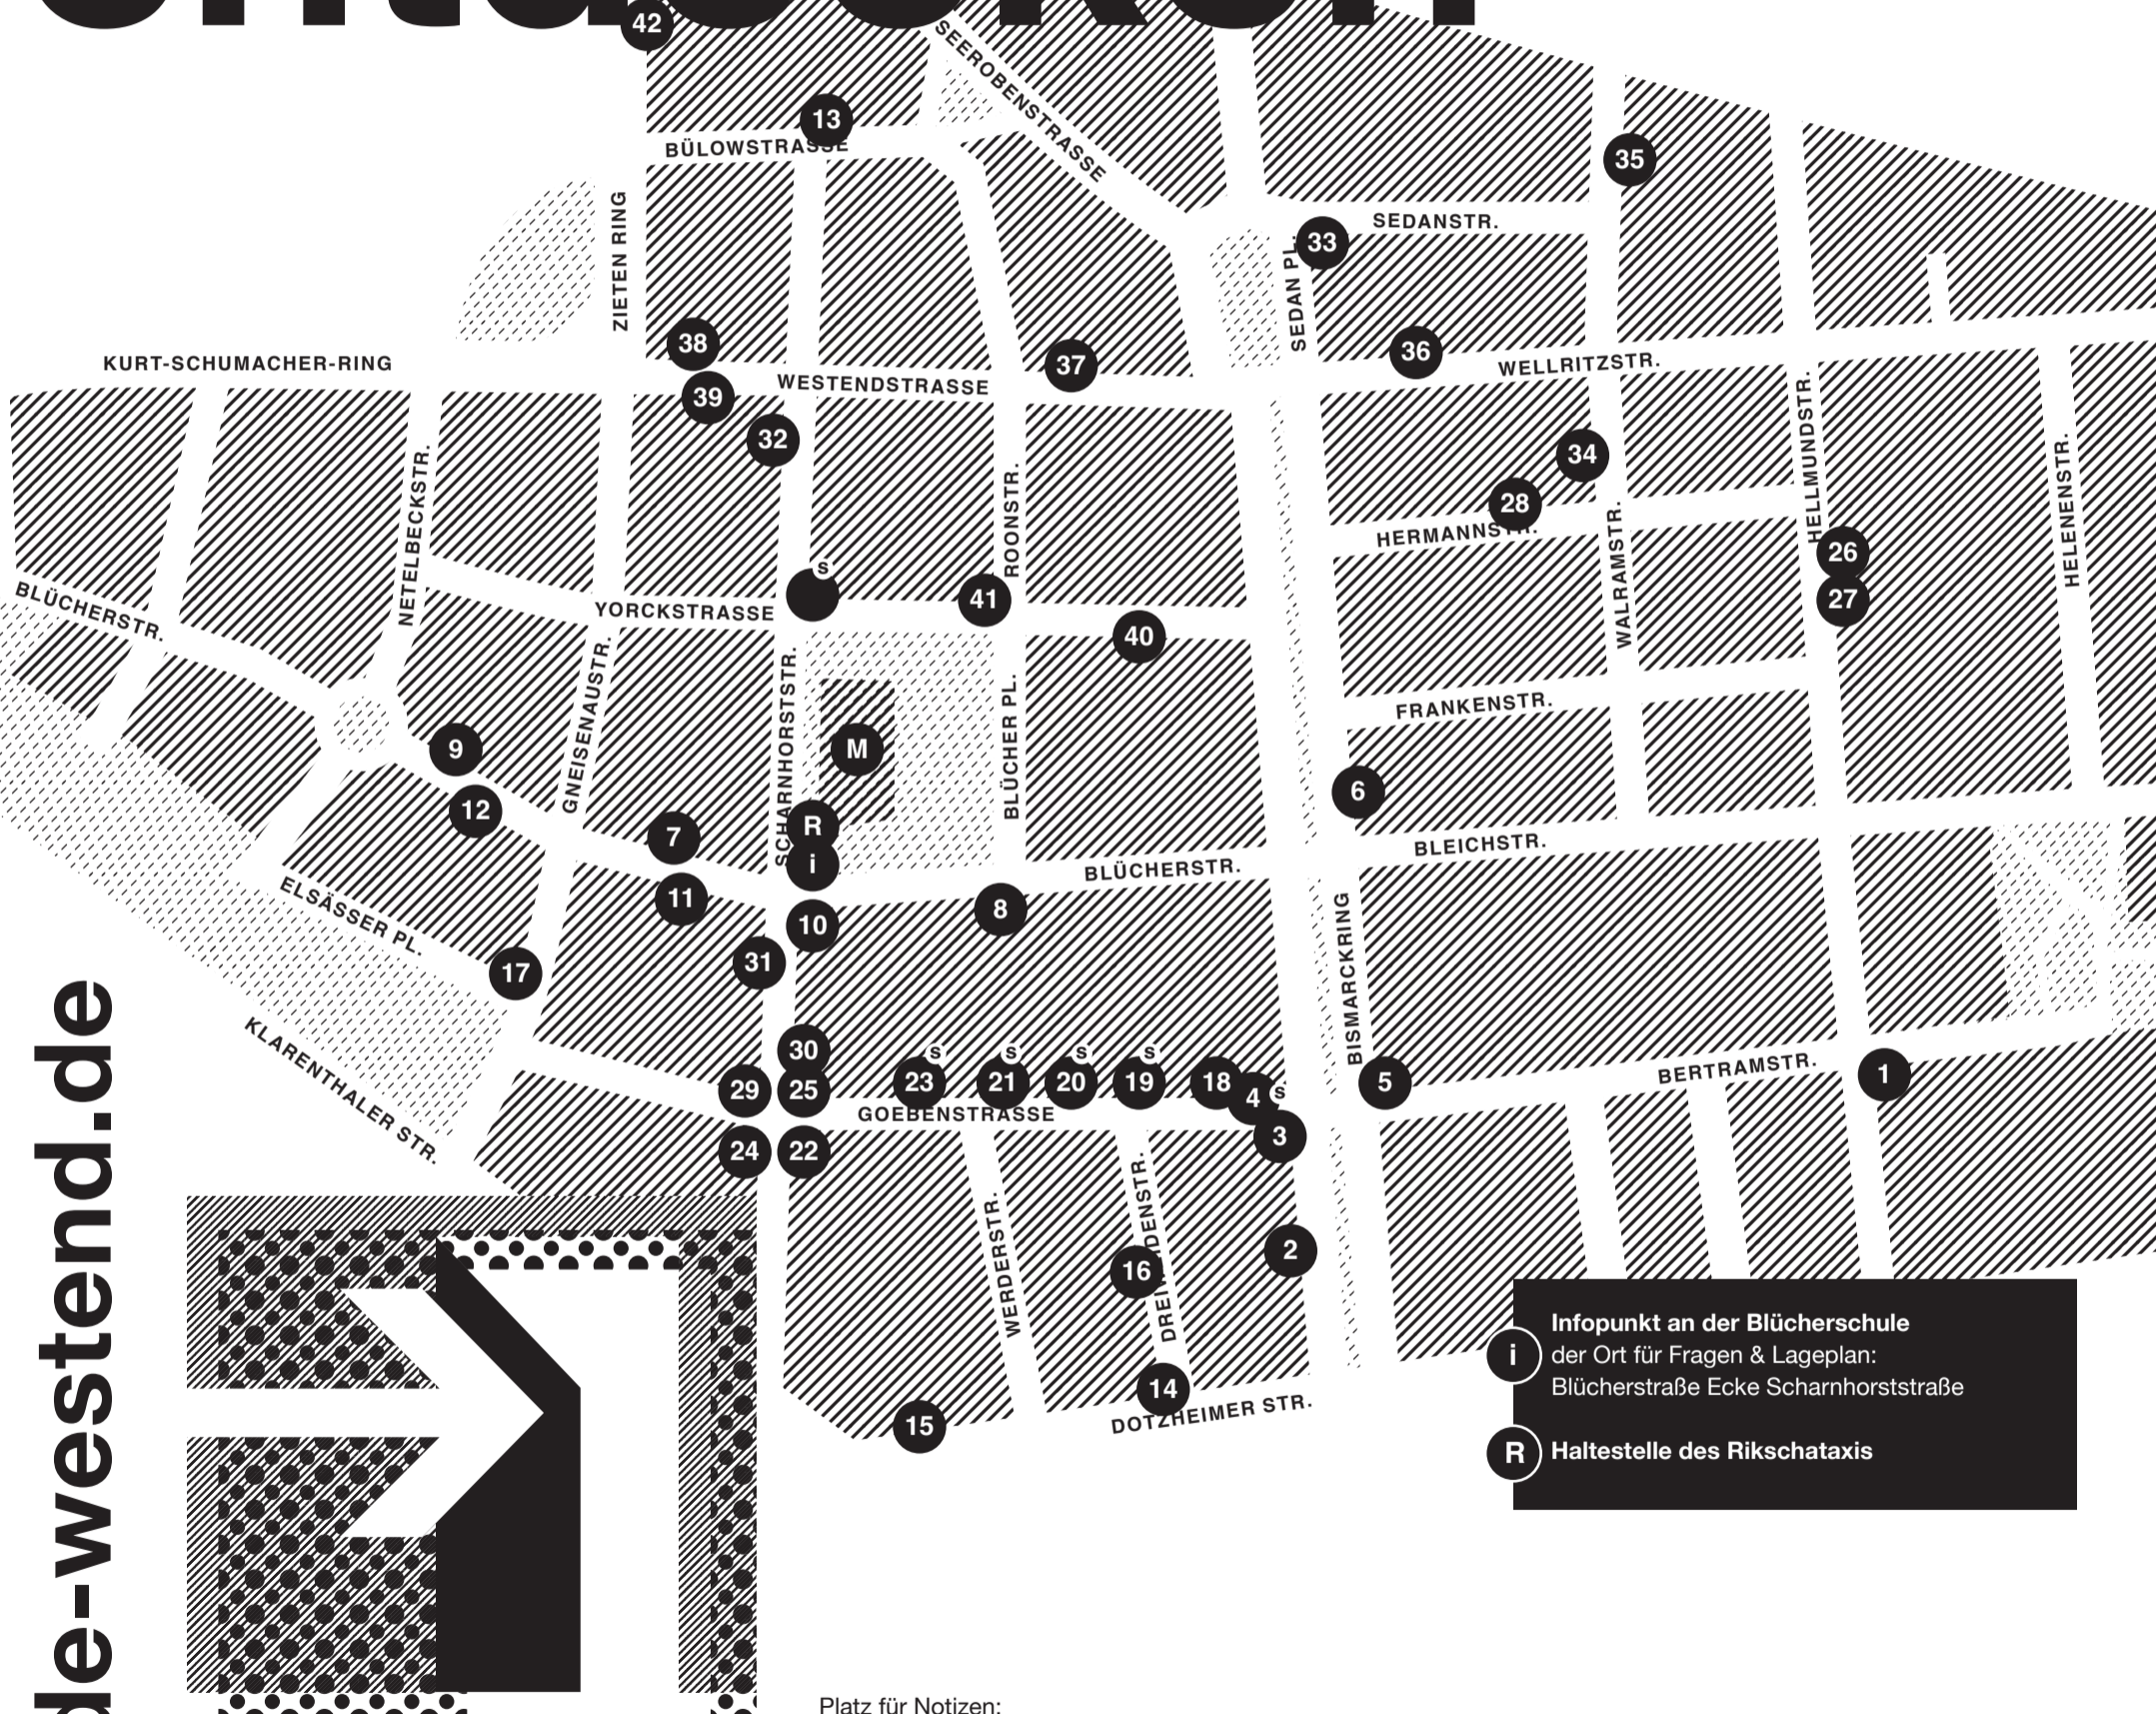 42
SEEROBENSTRASSE
13
BÜLOWSTRASSE
35
ZIETEN RING
SEDANSTR.
33
SEDAN PL.
38
37
36
WELLRITZSTR.
KURT-SCHUMACHER-RING
WESTENDSTRASSE
39
32
34
HELLMUNDSTR.
28
HERMANNSTR.
NETTELBECKSTR.
ROONSTR.
HELENENSTR.
WALRAMSTR.
26
27
S
41
YORCKSTRASSE
40
BLÜCHERSTR.
GNEISENAUSTR.
SCHARNHORSTSTR.
BLÜCHER PL.
M
FRANKENSTR.
9
12
6
7
R
i
BLEICHSTR.
BLÜCHERSTR.
11
10
8
ELSÄSSER PL.
31
17
BISMARCKRING
KLARENTHALER STR.
30
29
25
S
23
S
21
S
20
S
19
18
4
S
5
BERTRAMSTR.
1
GOEBENSTRASSE
3
24
22
WERDERSTR.
16
2
14
15
DOTZHEIMER STR.
i
Infopunkt an der Blücherschule
der Ort für Fragen & Lageplan:
Blücherstraße Ecke Scharnhorststraße
R
Haltestelle des Rikschataxis
de-westend.de
Platz für Notizen: